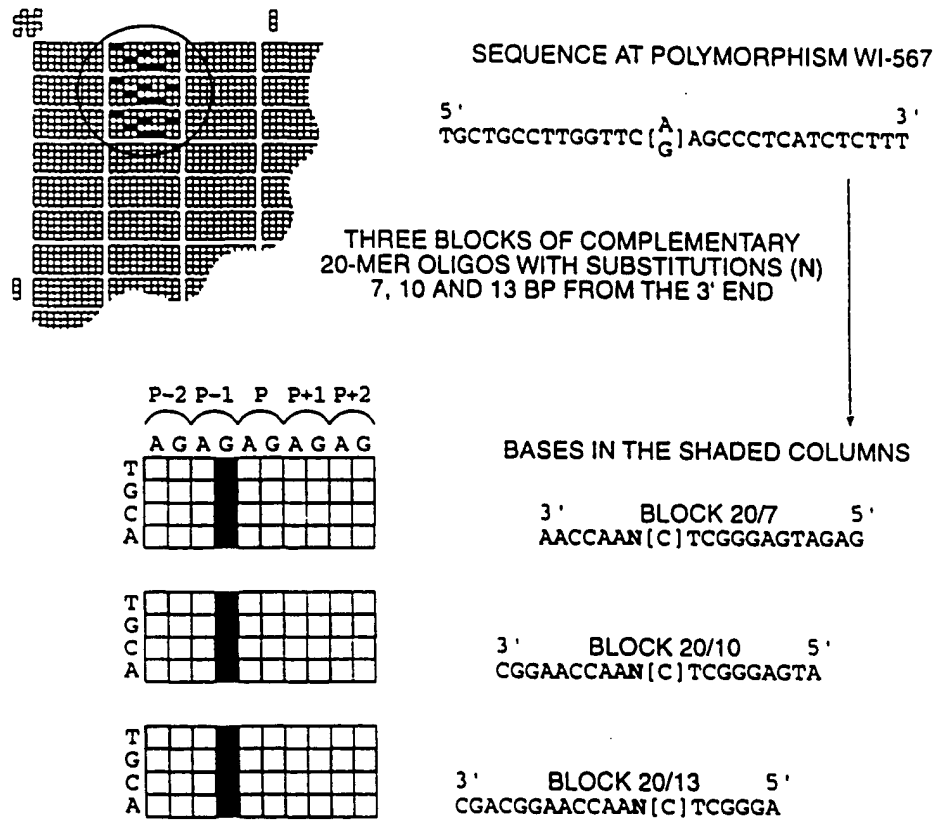 SEQUENCE AT POLYMORPHISM WI-567
5' 3'
TGCTGCCTTGGTTC[A/G]AGCCCTCATCTCTTT
THREE BLOCKS OF COMPLEMENTARY
20-MER OLIGOS WITH SUBSTITUTIONS (N)
7, 10 AND 13 BP FROM THE 3' END
P-2 P-1 P P+1 P+2
A G A G A G A G A G
T
G
C
A
BASES IN THE SHADED COLUMNS
3' BLOCK 20/7 5'
AACCAAN[C]TCGGGAGTAGAG
T
G
C
A
3' BLOCK 20/10 5'
CGGAACCAAN[C]TCGGGAGTA
T
G
C
A
3' BLOCK 20/13 5'
CGACGGAACCAAN[C]TCGGGA